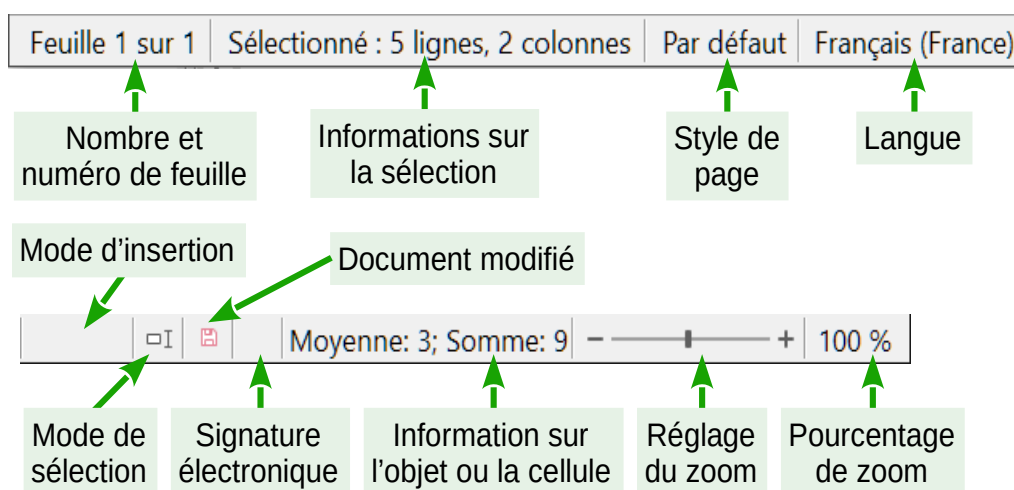 Feuille 1 sur 1 Sélectionné : 5 lignes, 2 colonnes Par défaut Français (France)
Nombre et
numéro de feuille
Informations sur
la sélection
Style de
page
Langue
Mode d’insertion
Document modifié
Moyenne: 3; Somme: 9 100 %
Mode de
sélection
Signature
électronique
Information sur
l’objet ou la cellule
Réglage
du zoom
Pourcentage
de zoom